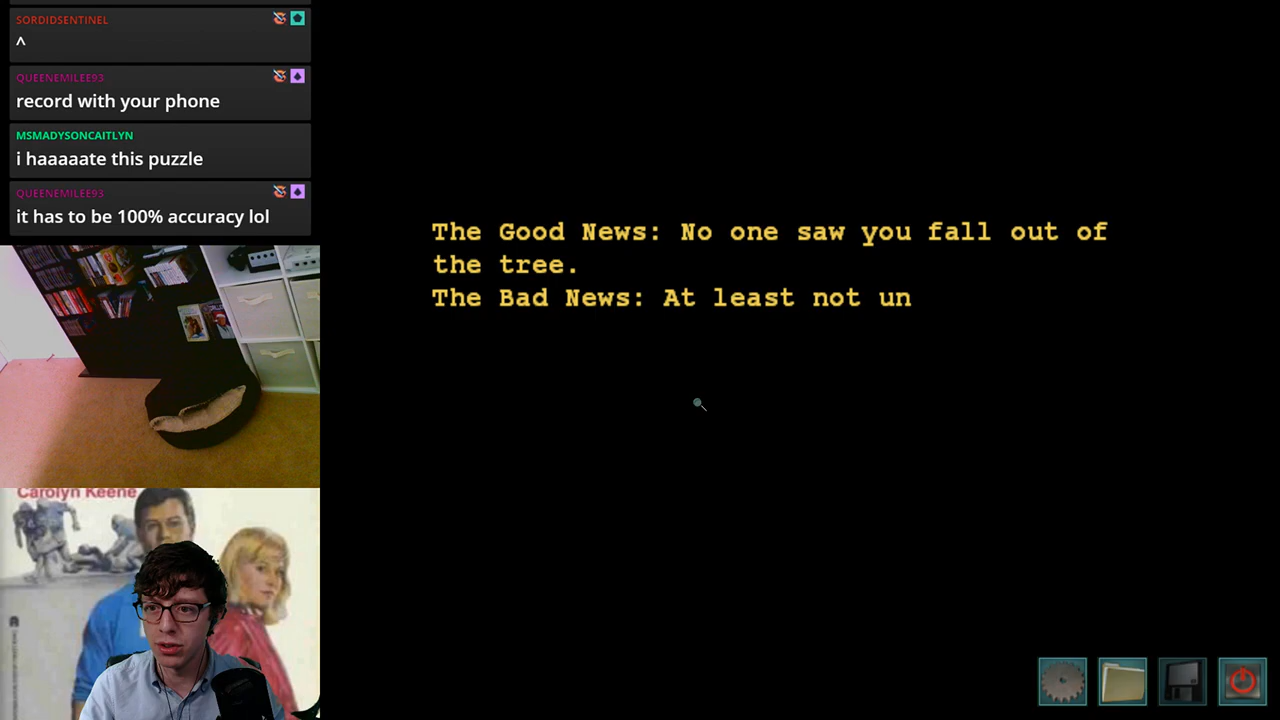 SORDIDSENTINEL
^
QUEENEMILEE93
record with your phone
MSMADYSONCAITLYN
i haaaaate this puzzle
QUEENEMILEE93
it has to be 100% accuracy lol
Carolyn Keene
The Good News: No one saw you fall out of
the tree.
The Bad News: At least not un